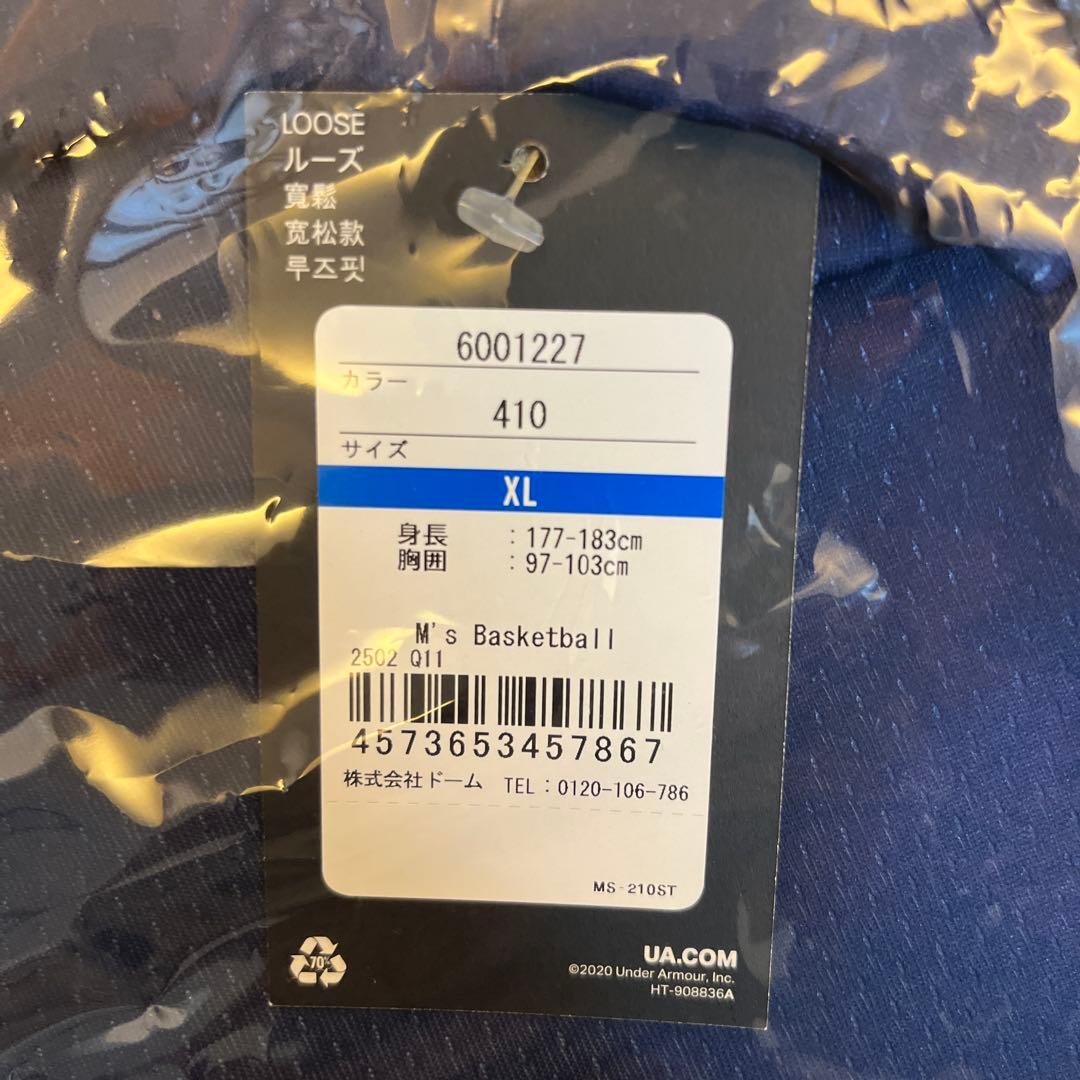 LOOSE
ルーズ
寬鬆
宽松款
루즈핏
6001227
カラー
410
サイズ
XL
身長 : 177-183cm
胸囲 : 97-103cm
M's Basketball
2502 Q11
4573653457867
株式会社ドーム TEL : 0120-106-786
MS-210ST
70%
UA.COM
©2020 Under Armour, Inc.
HT-908836A